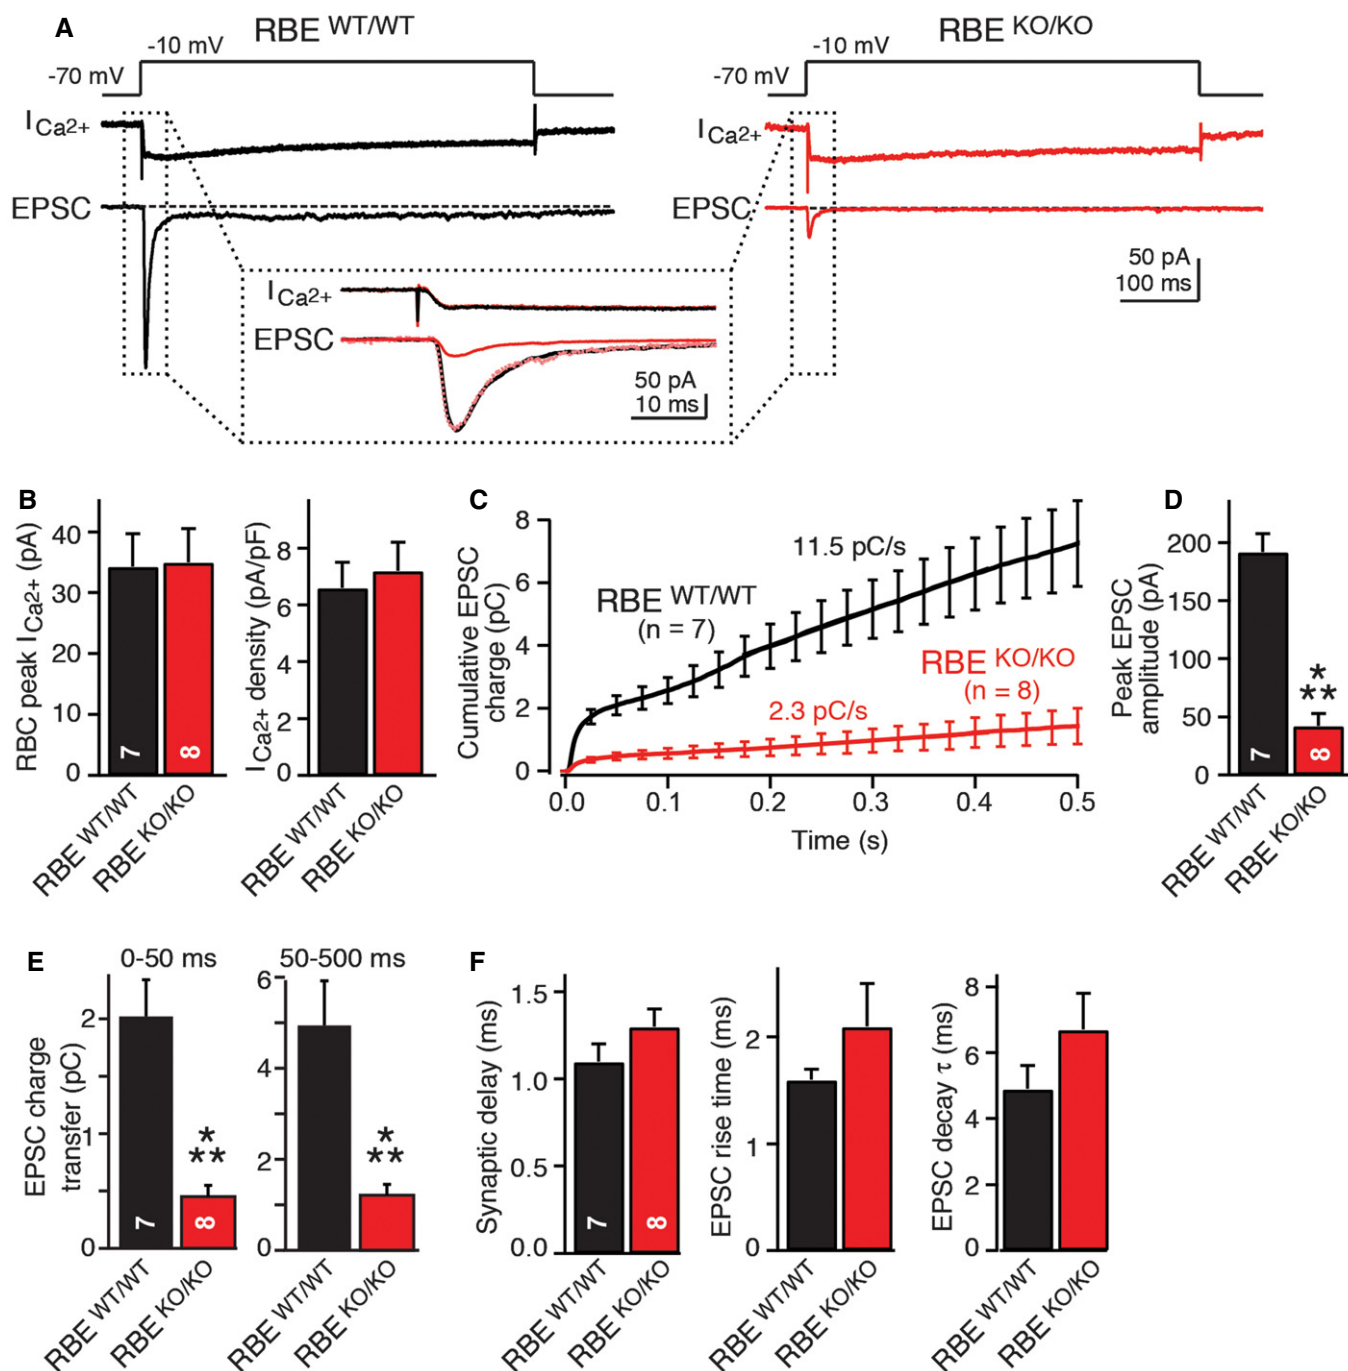 A
RBE WT/WT
RBE KO/KO
-10 mV
-10 mV
-70 mV
-70 mV
I Ca2+
I Ca2+
EPSC
EPSC
50 pA
100 ms
I Ca2+
EPSC
50 pA
10 ms
B
RBC peak I Ca2+ (pA)
40
30
20
10
0
7
8
RBE WT/WT
RBE KO/KO
I Ca2+ density (pA/pF)
8
6
4
2
0
RBE WT/WT
RBE KO/KO
C
Cumulative EPSC
charge (pC)
8
6
4
2
0
11.5 pC/s
RBE WT/WT
(n = 7)
RBE KO/KO
(n = 8)
2.3 pC/s
0.0 0.1 0.2 0.3 0.4 0.5
Time (s)
D
Peak EPSC
amplitude (pA)
200
150
100
50
0
*
**
7
8
RBE WT/WT
RBE KO/KO
E
0-50 ms
EPSC charge
transfer (pC)
2
1
0
*
**
7
8
RBE WT/WT
RBE KO/KO
50-500 ms
6
4
2
0
*
**
RBE WT/WT
RBE KO/KO
F
Synaptic delay (ms)
1.5
1.0
0.5
0.0
7
8
RBE WT/WT
RBE KO/KO
EPSC rise time (ms)
2
1
0
RBE WT/WT
RBE KO/KO
EPSC decay τ (ms)
8
6
4
2
0
RBE WT/WT
RBE KO/KO